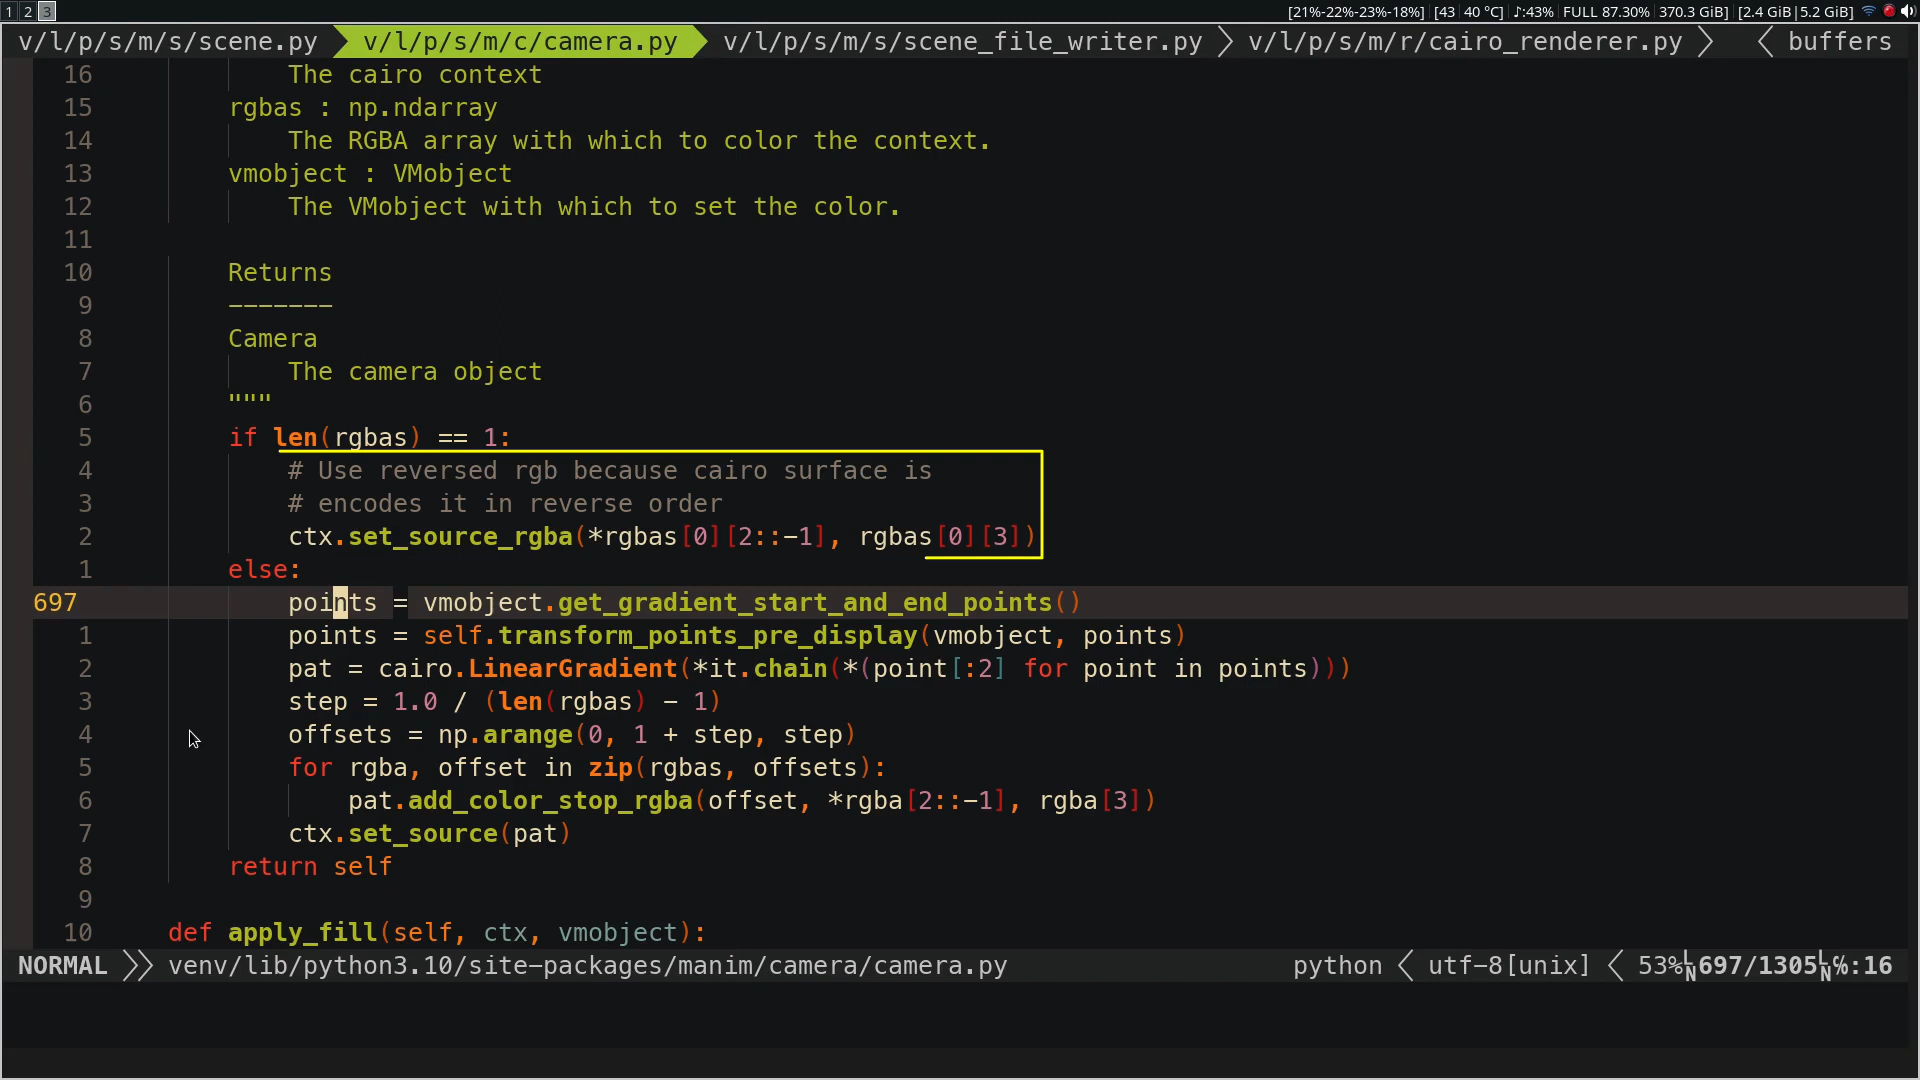 1 2 3 [21%-22%-23%-18%] [43 40 °C] ♪:43% FULL 87.30% 370.3 GiB] [2.4 GiB|5.2 GiB]
v/l/p/s/m/s/scene.py v/l/p/s/m/c/camera.py v/l/p/s/m/s/scene_file_writer.py v/l/p/s/m/r/cairo_renderer.py buffers
16 The cairo context
15 rgbas : np.ndarray
14 The RGBA array with which to color the context.
13 vmobject : VMobject
12 The VMobject with which to set the color.
11
10 Returns
9 -------
8 Camera
7 The camera object
6 """
5 if len(rgbas) == 1:
4 # Use reversed rgb because cairo surface is
3 # encodes it in reverse order
2 ctx.set_source_rgba(*rgbas[0][2::-1], rgbas[0][3])
1 else:
697 points = vmobject.get_gradient_start_and_end_points()
1 points = self.transform_points_pre_display(vmobject, points)
2 pat = cairo.LinearGradient(*it.chain(*(point[:2] for point in points)))
3 step = 1.0 / (len(rgbas) - 1)
4 offsets = np.arange(0, 1 + step, step)
5 for rgba, offset in zip(rgbas, offsets):
6 pat.add_color_stop_rgba(offset, *rgba[2::-1], rgba[3])
7 ctx.set_source(pat)
8 return self
9
10 def apply_fill(self, ctx, vmobject):
NORMAL venv/lib/python3.10/site-packages/manim/camera/camera.py python utf-8[unix] 53%␤697/1305␤℅:16